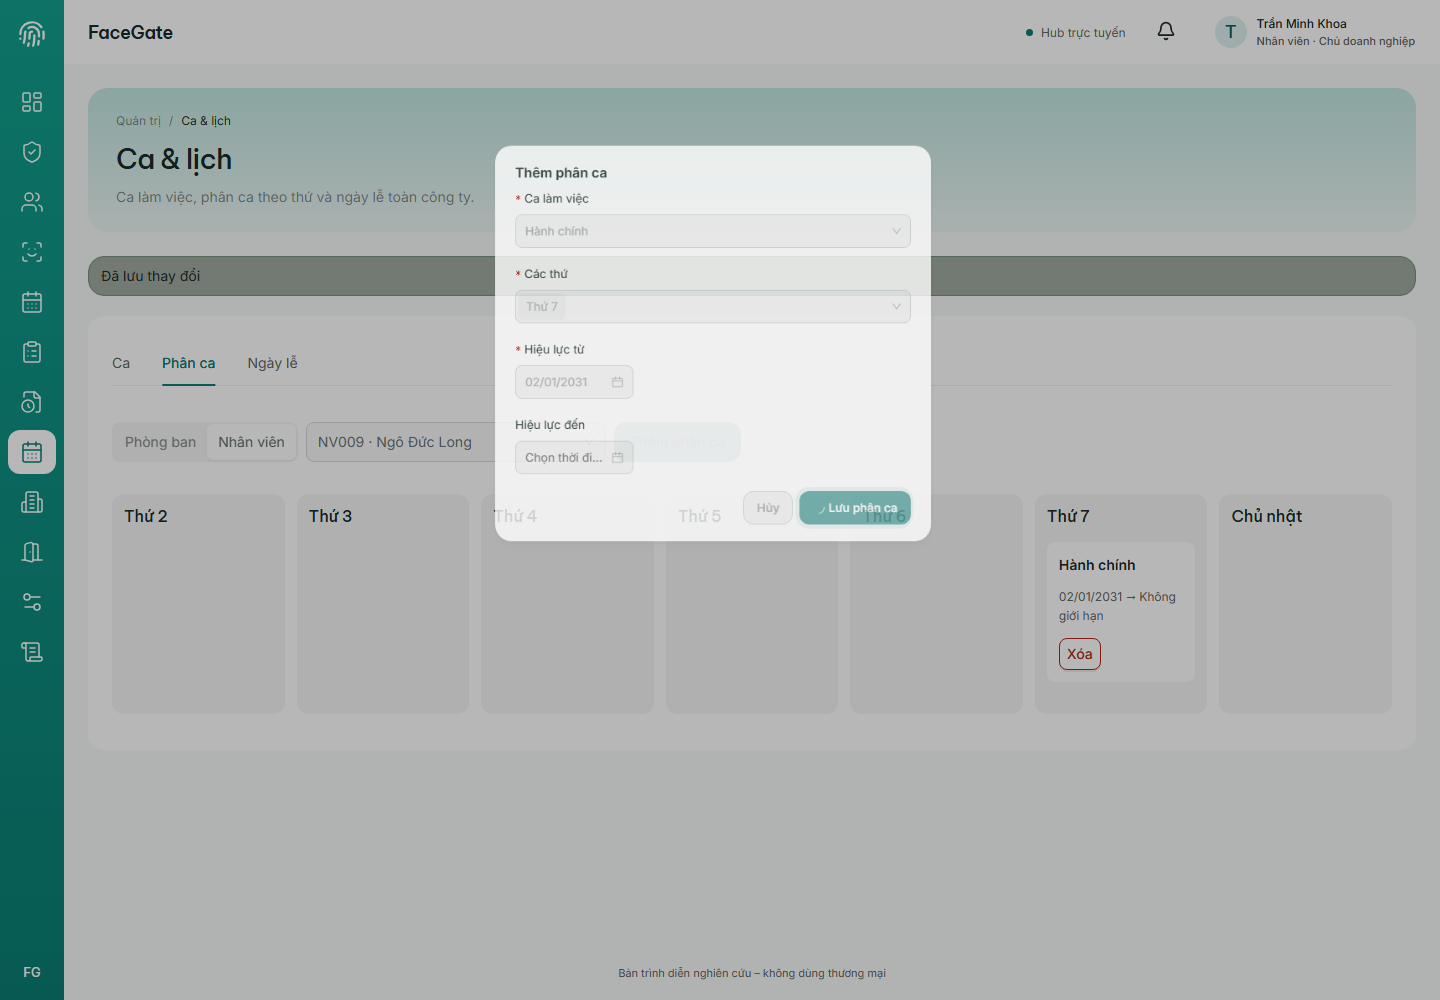 FaceGate
Hub trực tuyến
T
Trần Minh Khoa
Nhân viên · Chủ doanh nghiệp
Quản trị / Ca & lịch
Ca & lịch
Ca làm việc, phân ca theo thứ và ngày lễ toàn công ty.
Đã lưu thay đổi
Ca
Phân ca
Ngày lễ
Phòng ban
Nhân viên
NV009 · Ngô Đức Long
Thêm phân ca
* Ca làm việc
Hành chính
* Các thứ
Thứ 7
* Hiệu lực từ
02/01/2031
Hiệu lực đến
Chọn thời đi...
Hủy
Lưu phân ca
Thứ 2
Thứ 3
Thứ 4
Thứ 5
Thứ 6
Thứ 7
Hành chính
02/01/2031 → Không
giới hạn
Xóa
Chủ nhật
FG
Bản trình diễn nghiên cứu – không dùng thương mại